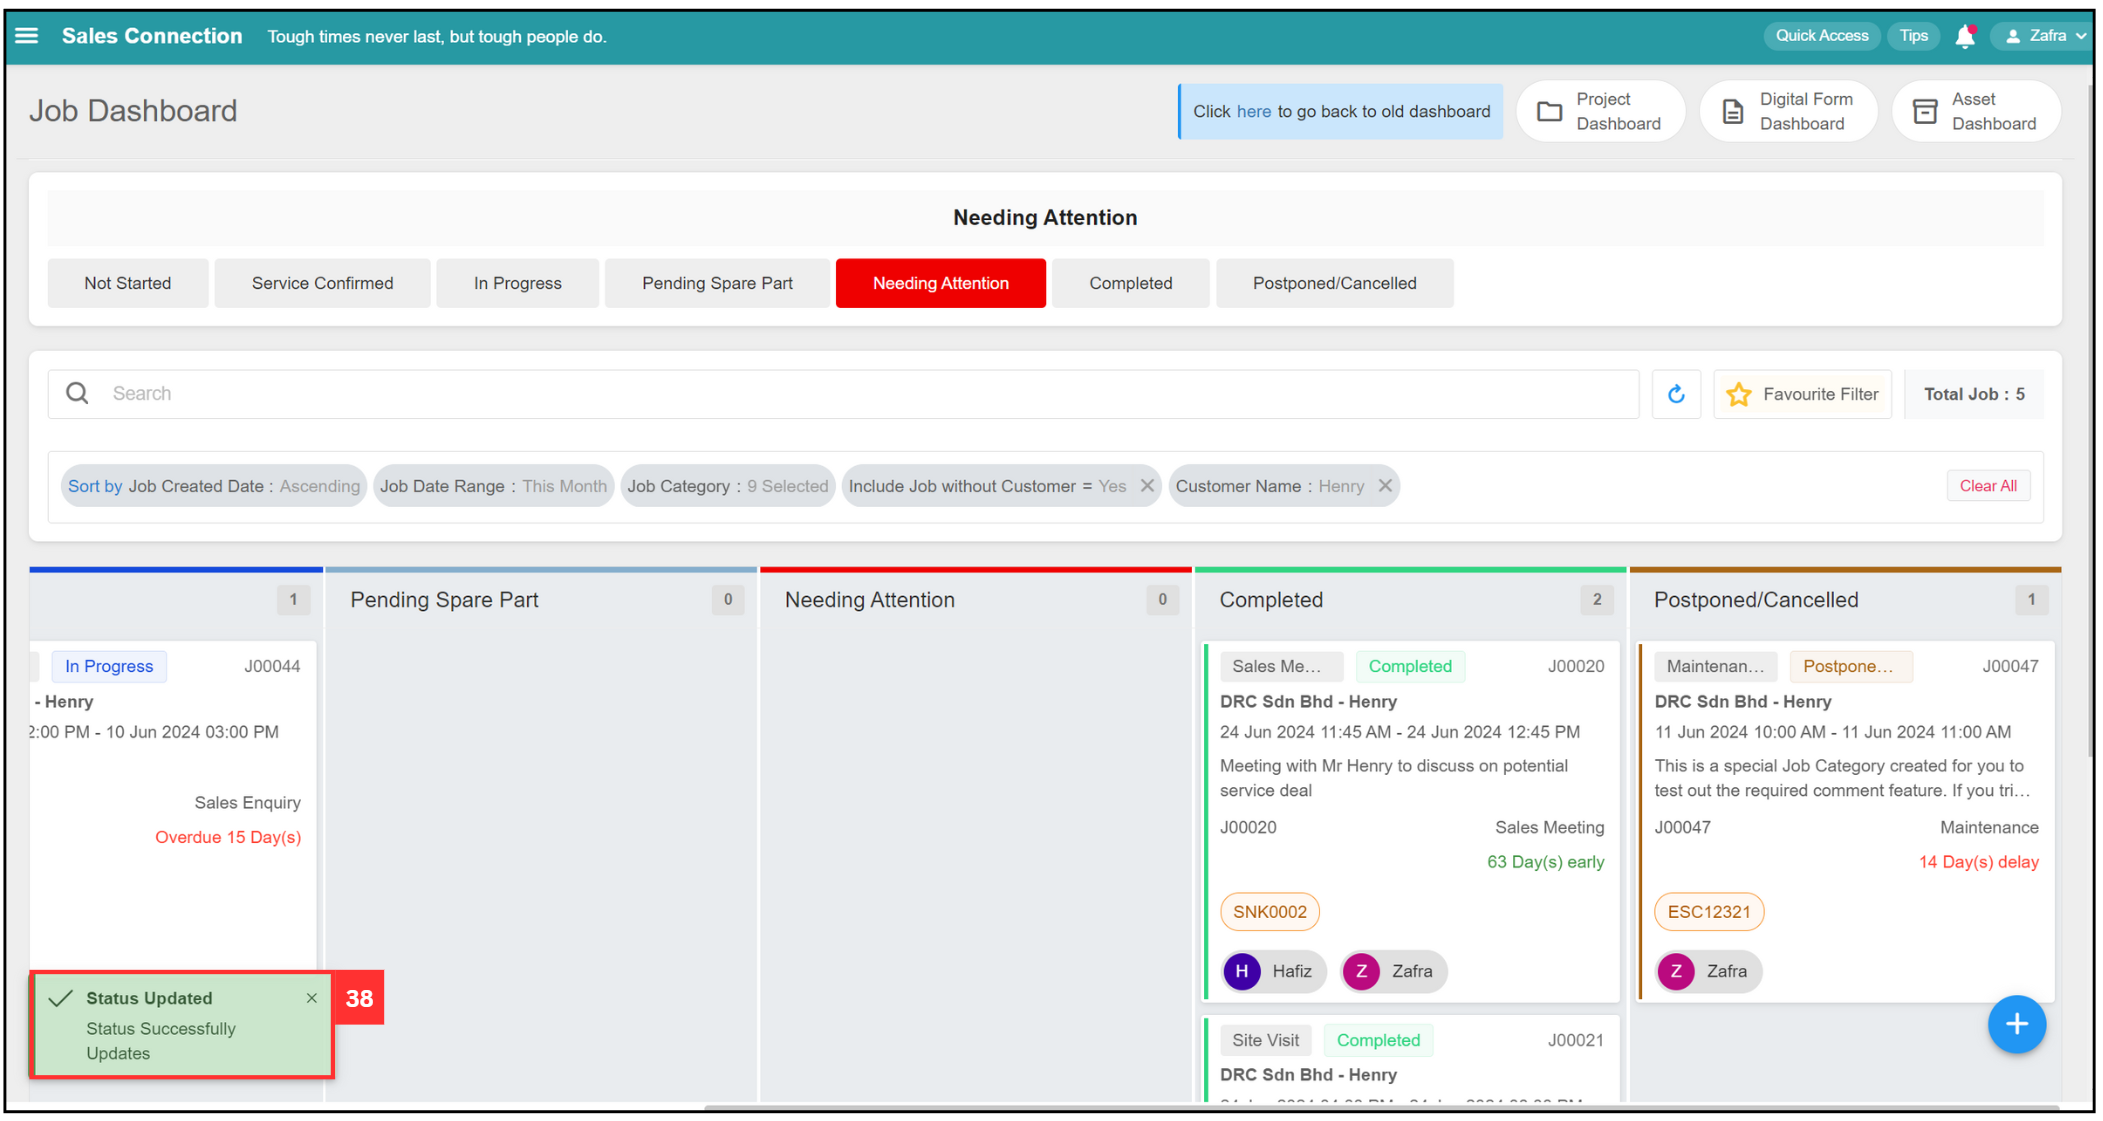 Sales Connection Tough times never last, but tough people do. Quick Access Tips Zafra
Job Dashboard
Click here to go back to old dashboard
Project
Dashboard
Digital Form
Dashboard
Asset
Dashboard
Needing Attention
Not Started Service Confirmed In Progress Pending Spare Part Needing Attention Completed Postponed/Cancelled
Search Favourite Filter Total Job : 5
Sort by Job Created Date : Ascending Job Date Range : This Month Job Category : 9 Selected Include Job without Customer = Yes Customer Name : Henry Clear All
1
In Progress J00044
- Henry
2:00 PM - 10 Jun 2024 03:00 PM
Sales Enquiry
Overdue 15 Day(s)
Pending Spare Part 0
Needing Attention 0
Completed 2
Sales Me... Completed J00020
DRC Sdn Bhd - Henry
24 Jun 2024 11:45 AM - 24 Jun 2024 12:45 PM
Meeting with Mr Henry to discuss on potential
service deal
J00020 Sales Meeting
63 Day(s) early
SNK0002
H Hafiz Z Zafra
Site Visit Completed J00021
DRC Sdn Bhd - Henry
Postponed/Cancelled 1
Maintenan... Postpone... J00047
DRC Sdn Bhd - Henry
11 Jun 2024 10:00 AM - 11 Jun 2024 11:00 AM
This is a special Job Category created for you to
test out the required comment feature. If you tri...
J00047 Maintenance
14 Day(s) delay
ESC12321
Z Zafra
Status Updated
Status Successfully
Updates
38